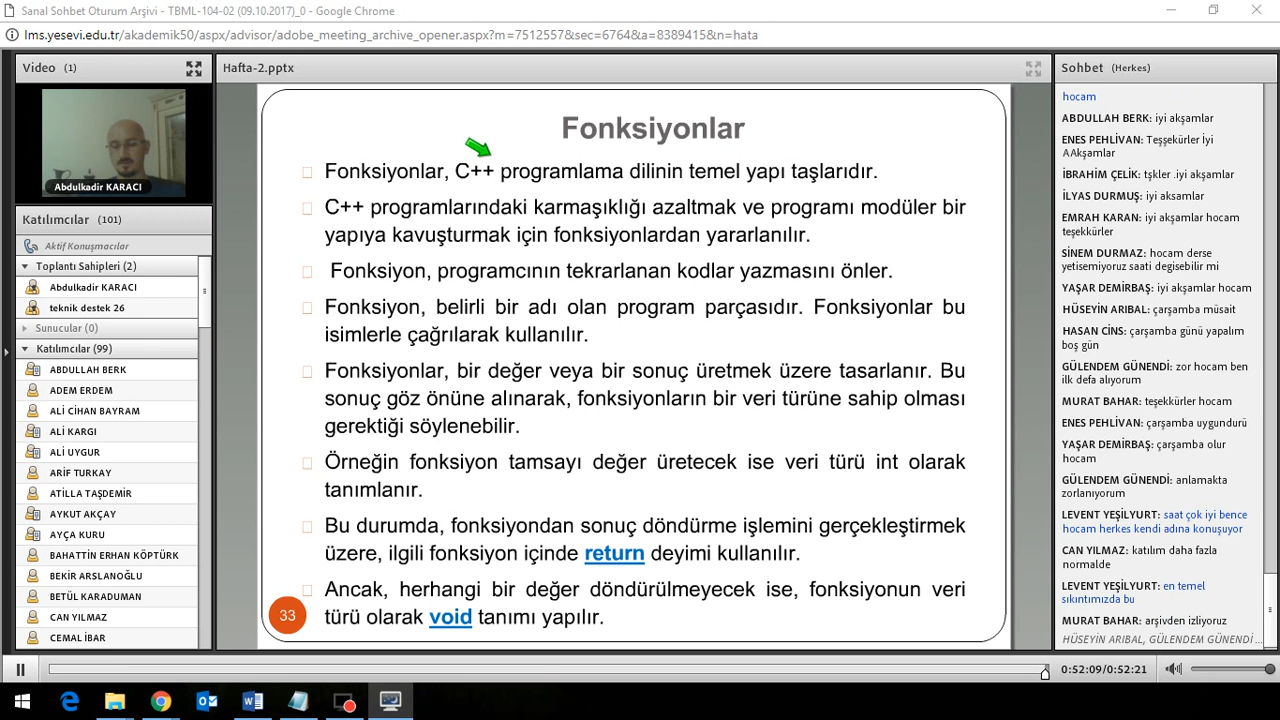 Sanal Sohbet Oturum Arşivi - TBML-104-02 (09.10.2017)_0 - Google Chrome
lms.yesevi.edu.tr/akademik50/aspx/advisor/adobe_meeting_archive_opener.aspx?m=7512557&sec=6764&a=8389415&n=hata
Video (1)
Abdulkadir KARACI
Katılımcılar (101)
Aktif Konuşmacılar
Toplantı Sahipleri (2)
Abdulkadir KARACI
teknik destek 26
Sunucular (0)
Katılımcılar (99)
ABDULLAH BERK
ADEM ERDEM
ALİ CİHAN BAYRAM
ALİ KARGI
ALİ UYGUR
ARİF TURKAY
ATİLLA TAŞDEMİR
AYKUT AKÇAY
AYÇA KURU
BAHATTİN ERHAN KÖPTÜRK
BEKİR ARSLANOĞLU
BETÜL KARADUMAN
CAN YILMAZ
CEMAL İBAR
Hafta-2.pptx
Fonksiyonlar
Fonksiyonlar, C++ programlama dilinin temel yapı taşlarıdır.
C++ programlarındaki karmaşıklığı azaltmak ve programı modüler bir
yapıya kavuşturmak için fonksiyonlardan yararlanılır.
Fonksiyon, programcının tekrarlanan kodlar yazmasını önler.
Fonksiyon, belirli bir adı olan program parçasıdır. Fonksiyonlar bu
isimlerle çağrılarak kullanılır.
Fonksiyonlar, bir değer veya bir sonuç üretmek üzere tasarlanır. Bu
sonuç göz önüne alınarak, fonksiyonların bir veri türüne sahip olması
gerektiği söylenebilir.
Örneğin fonksiyon tamsayı değer üretecek ise veri türü int olarak
tanımlanır.
Bu durumda, fonksiyondan sonuç döndürme işlemini gerçekleştirmek
üzere, ilgili fonksiyon içinde return deyimi kullanılır.
Ancak, herhangi bir değer döndürülmeyecek ise, fonksiyonun veri
türü olarak void tanımı yapılır.
33
Sohbet (Herkes)
hocam
ABDULLAH BERK: iyi akşamlar
ENES PEHLİVAN: Teşşekürler İyi
AAkşamlar
İBRAHİM ÇELİK: tşkler .iyi akşamlar
İLYAS DURMUŞ: iyi aksamlar
EMRAH KARAN: iyi akşamlar hocam
teşekkürler
SİNEM DURMAZ: hocam derse
yetisemiyoruz saati degisebilir mi
YAŞAR DEMİRBAŞ: iyi akşamlar hocam
HÜSEYİN ARIBAL: çarşamba müsait
HASAN CİNS: çarşamba günü yapalım
boş gün
GÜLENDEM GÜNENDİ: zor hocam ben
ilk defa alıyorum
MURAT BAHAR: teşekkürler hocam
ENES PEHLİVAN: çarşamba uygundurü
YAŞAR DEMİRBAŞ: çarşamba olur
hocam
GÜLENDEM GÜNENDİ: anlamakta
zorlanıyorum
LEVENT YEŞİLYURT: saat çok iyi bence
hocam herkes kendi adına konuşuyor
CAN YILMAZ: katılım daha fazla
normalde
LEVENT YEŞİLYURT: en temel
sıkıntımızda bu
MURAT BAHAR: arşivden izliyoruz
HÜSEYİN ARIBAL, GÜLENDEM GÜNENDİ ...
0:52:09/0:52:21